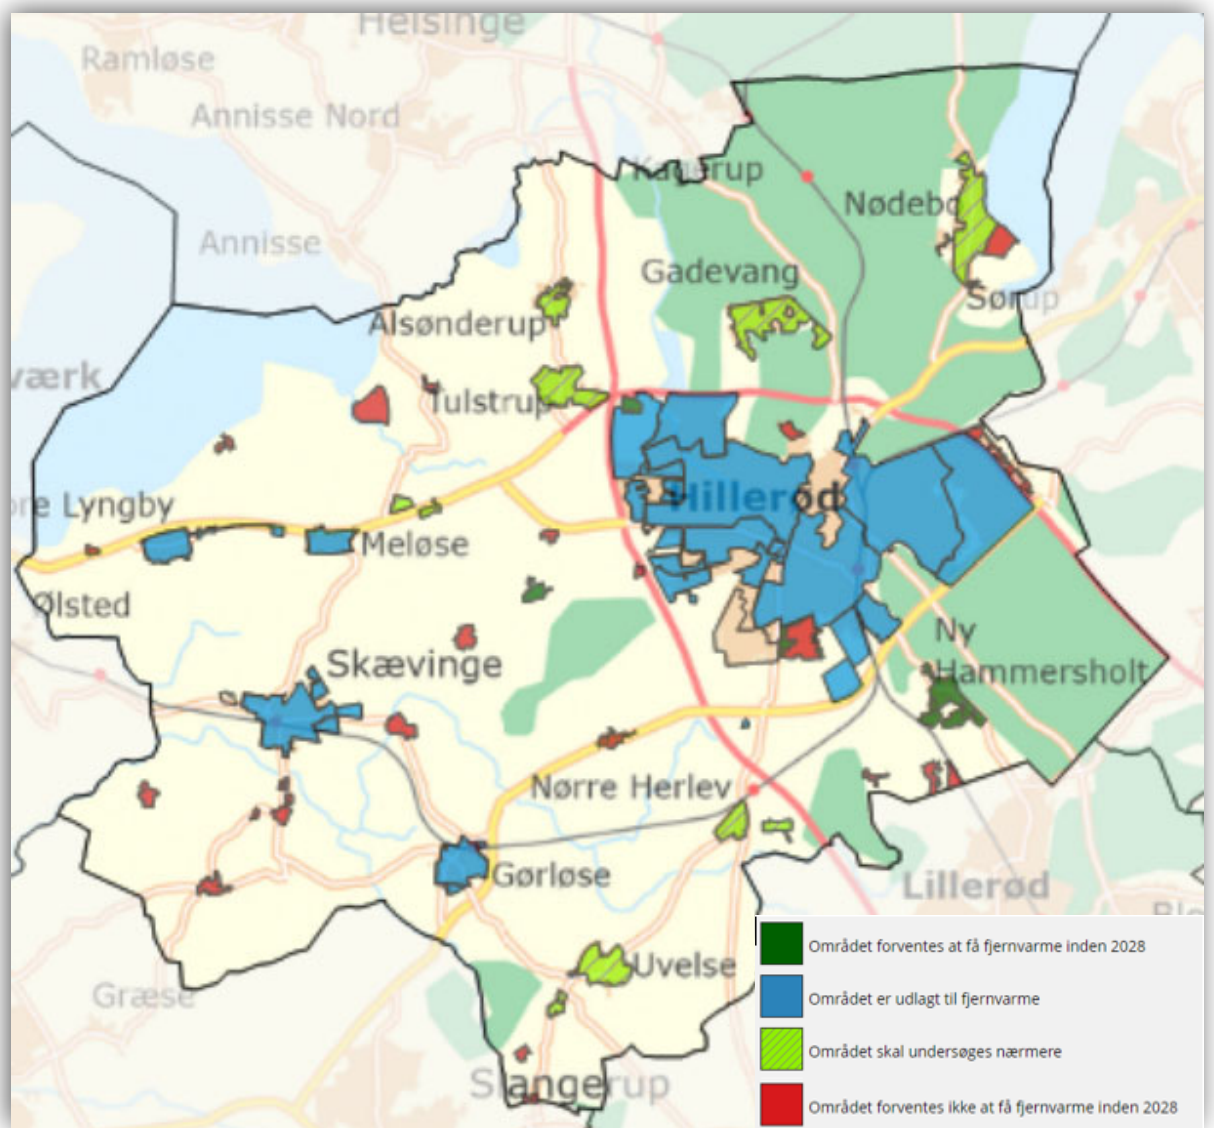 Helsinge
Ramløse
Annisse Nord
Kagerup
Nødebo
Annisse
Gadevang
Sørup
Alsønderup
værk
Tulstrup
Hillerød
re Lyngby
Meløse
Ølsted
Ny
Hammersholt
Skævinge
Nørre Herlev
Gørløse
Lillerød
Uvelse
Græse
Slangerup
Området forventes at få fjernvarme inden 2028
Området er udlagt til fjernvarme
Området skal undersøges nærmere
Området forventes ikke at få fjernvarme inden 2028